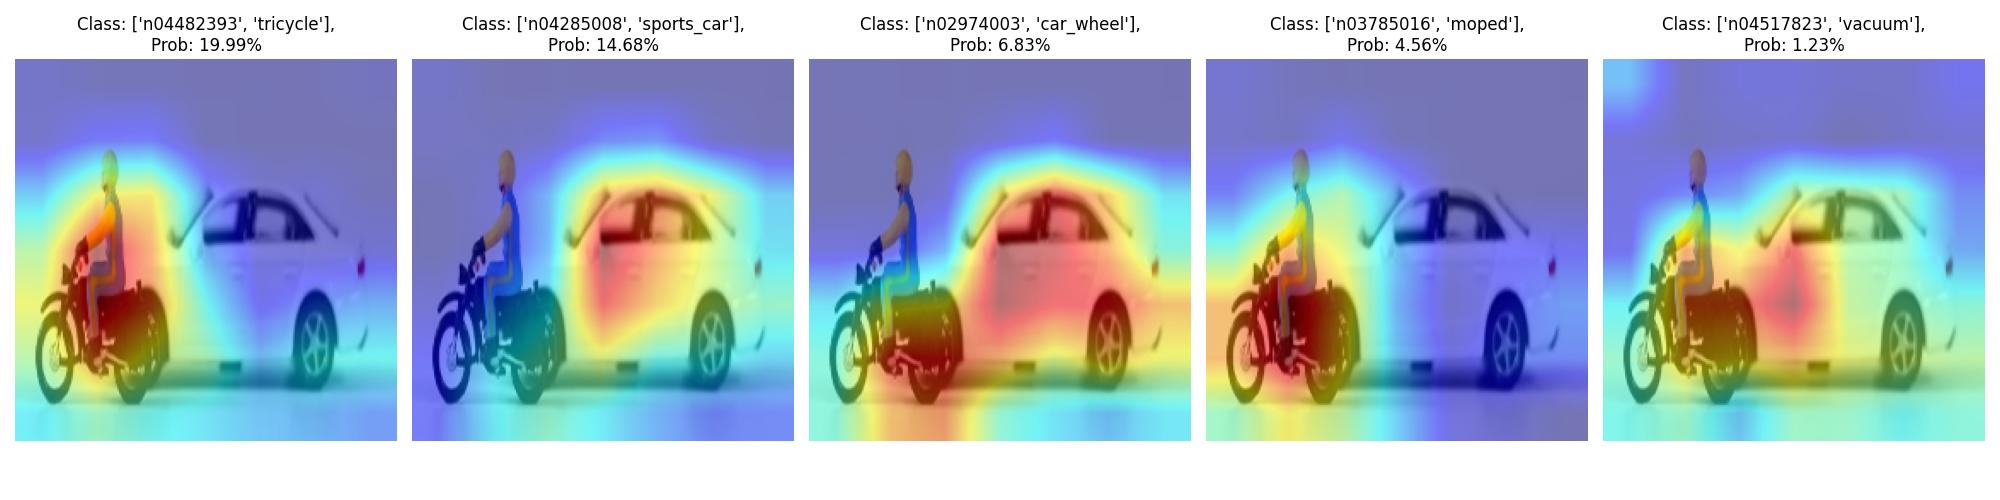 Class: ['n04482393', 'tricycle'],
Prob: 19.99%
Class: ['n04285008', 'sports_car'],
Prob: 14.68%
Class: ['n02974003', 'car_wheel'],
Prob: 6.83%
Class: ['n03785016', 'moped'],
Prob: 4.56%
Class: ['n04517823', 'vacuum'],
Prob: 1.23%